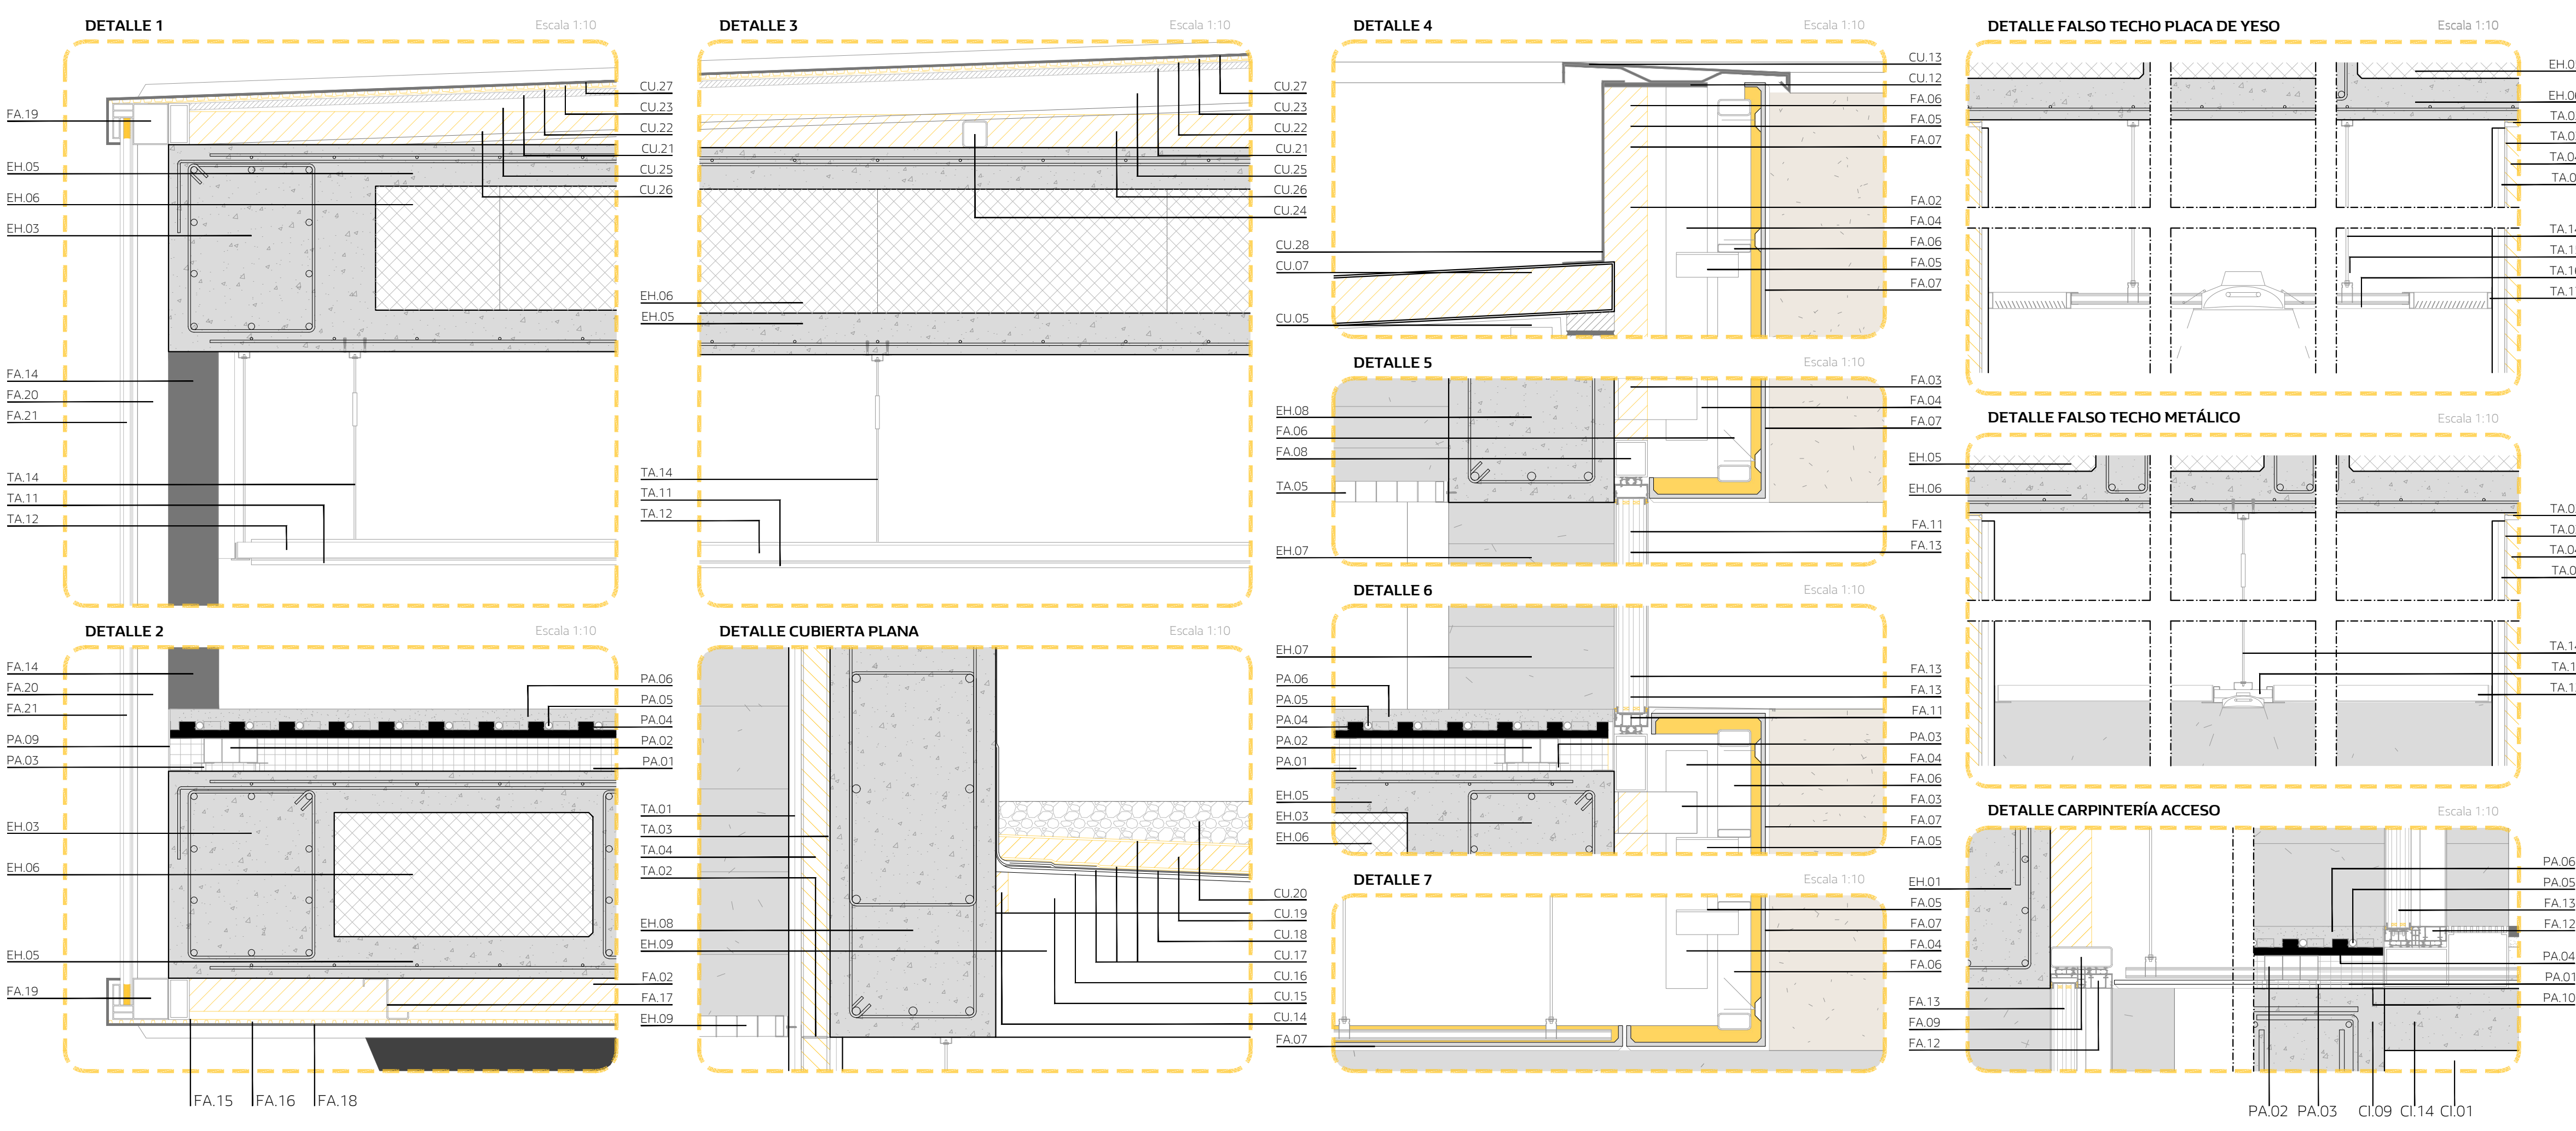 DETALLE 1
Escala 1:10
FA.19
EH.05
EH.06
EH.03
FA.14
FA.20
FA.21
TA.14
TA.11
TA.12
CU.27
CU.23
CU.22
CU.21
CU.25
CU.26
DETALLE 2
Escala 1:10
FA.14
FA.20
FA.21
PA.09
PA.03
EH.03
EH.06
EH.05
FA.19
PA.06
PA.05
PA.04
PA.02
PA.01
FA.02
FA.17
FA.15
FA.16
FA.18
DETALLE 3
Escala 1:10
EH.06
EH.05
TA.14
TA.11
TA.12
CU.27
CU.23
CU.22
CU.21
CU.25
CU.26
CU.24
DETALLE CUBIERTA PLANA
Escala 1:10
TA.01
TA.03
TA.04
TA.02
EH.08
EH.09
EH.09
CU.20
CU.19
CU.18
CU.17
CU.16
CU.15
CU.14
DETALLE 4
Escala 1:10
CU.28
CU.07
CU.05
CU.13
CU.12
FA.06
FA.05
FA.07
FA.02
FA.04
FA.06
FA.05
FA.07
DETALLE 5
Escala 1:10
EH.08
FA.06
FA.08
TA.05
EH.07
FA.03
FA.04
FA.07
FA.11
FA.13
DETALLE 6
Escala 1:10
EH.07
PA.06
PA.05
PA.04
PA.02
PA.01
EH.05
EH.03
EH.06
FA.13
FA.13
FA.11
PA.03
FA.04
FA.06
FA.03
FA.07
FA.05
DETALLE 7
Escala 1:10
FA.07
FA.05
FA.07
FA.04
FA.06
DETALLE FALSO TECHO PLACA DE YESO
Escala 1:10
DETALLE FALSO TECHO METÁLICO
Escala 1:10
EH.05
EH.06
DETALLE CARPINTERÍA ACCESO
Escala 1:10
EH.01
FA.13
FA.09
FA.12
PA.06
PA.05
FA.13
FA.12
PA.04
PA.01
PA.10
PA.02
PA.03
CI.09
CI.14
CI.01